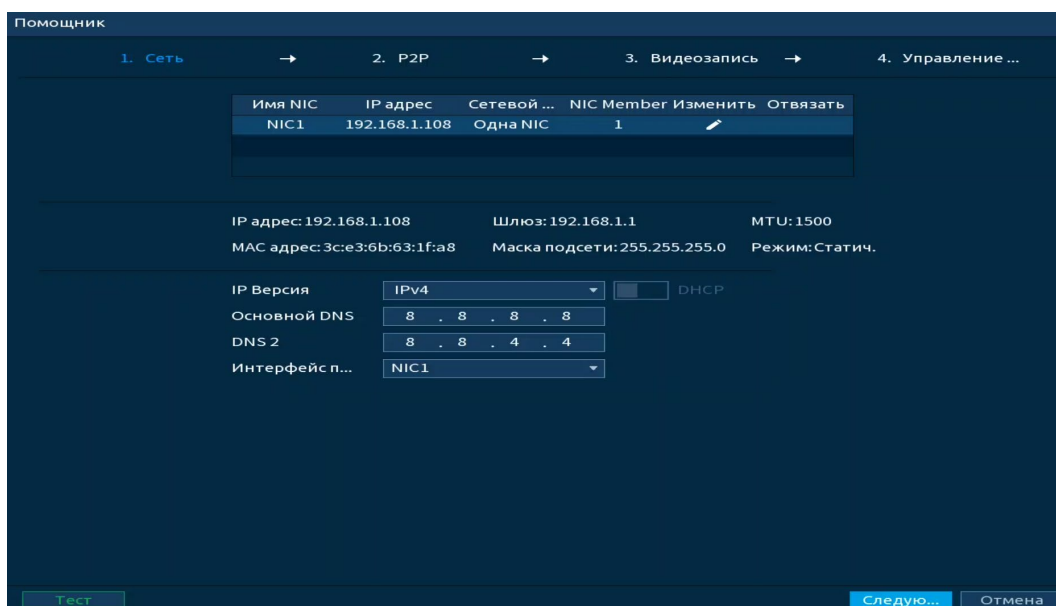 Помощник
1. Сеть → 2. P2P → 3. Видеозапись → 4. Управление ...
Имя NIC IP адрес Сетевой ... NIC Member Изменить Отвязать
NIC1 192.168.1.108 Одна NIC 1
IP адрес:192.168.1.108 Шлюз:192.168.1.1 MTU:1500
MAC адрес:3c:e3:6b:63:1f:a8 Маска подсети:255.255.255.0 Режим:Статич.
IP Версия IPv4 DHCP
Основной DNS 8 . 8 . 8 . 8
DNS 2 8 . 8 . 4 . 4
Интерфейс п... NIC1
Тест Следую... Отмена